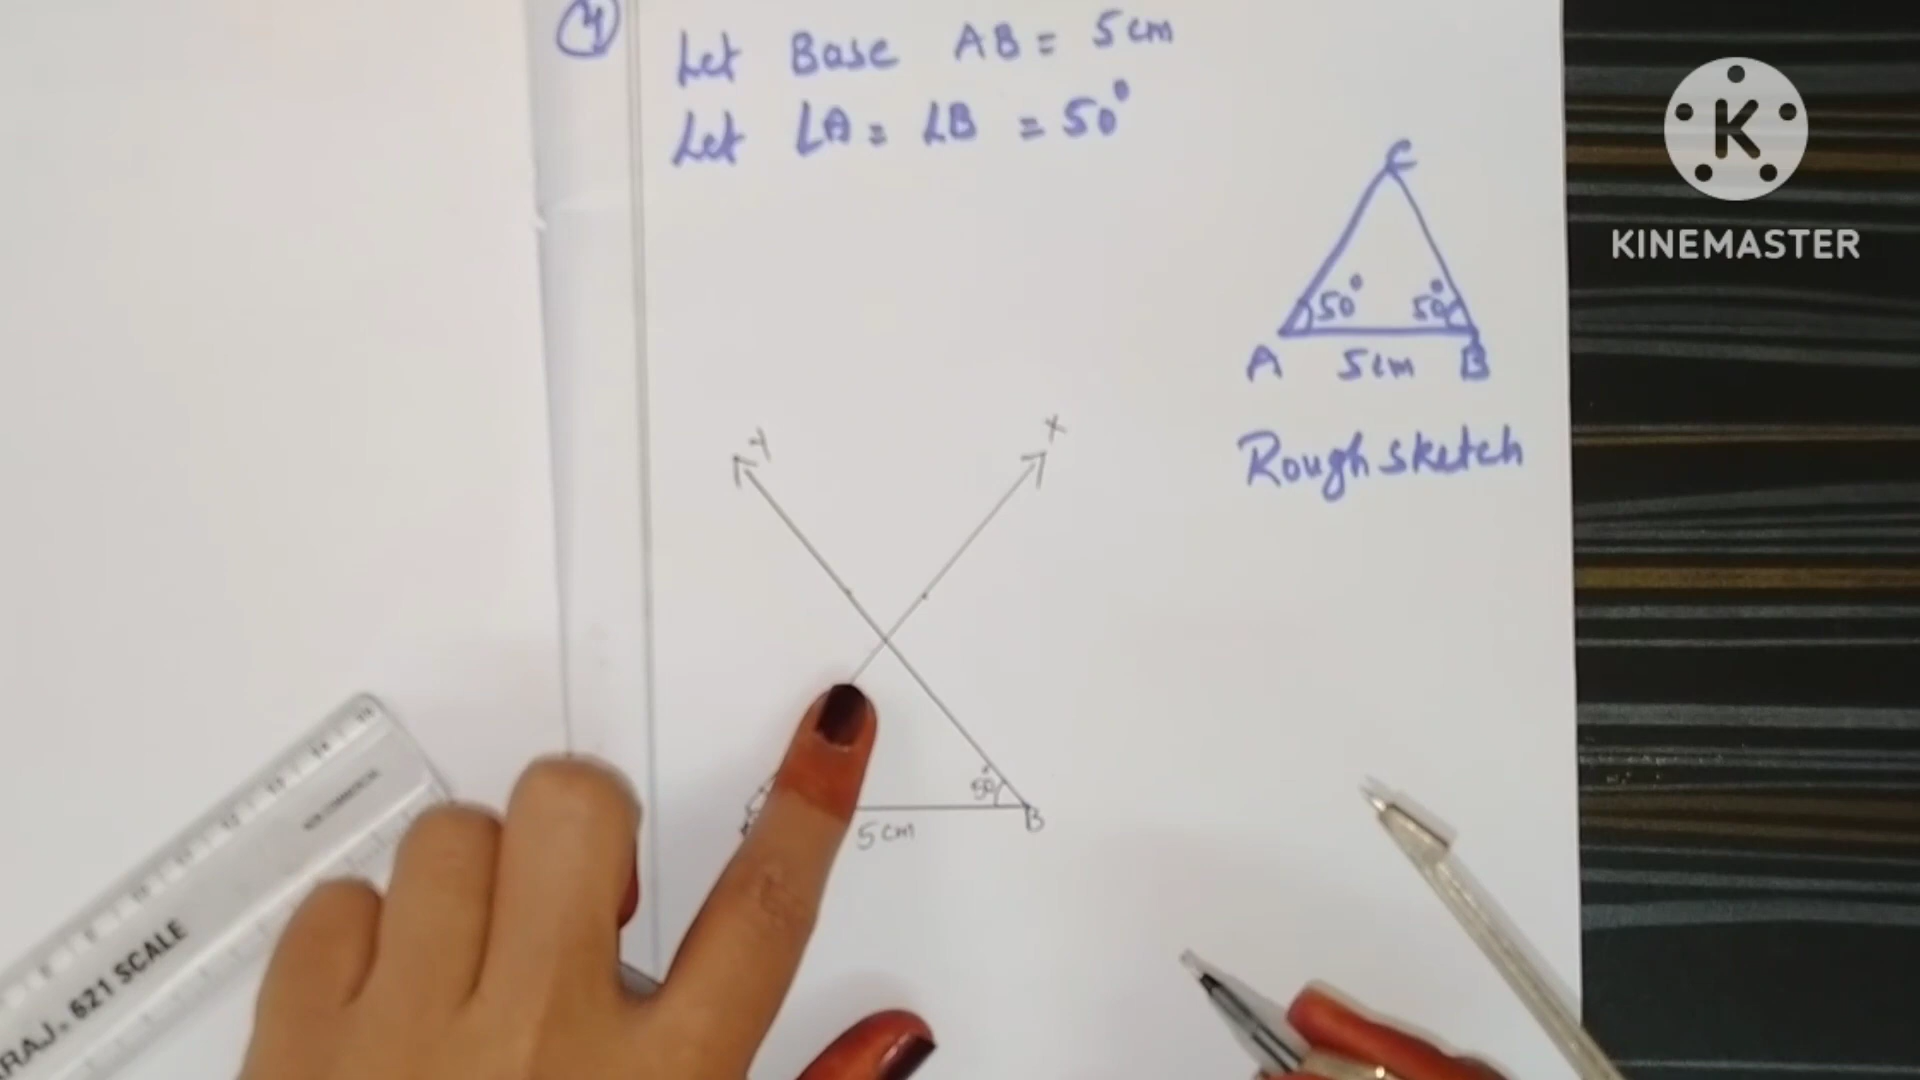 4
Let Base AB = 5cm
Let ∠A = ∠B = 50°
C
50° 50°
A 5cm B
Rough sketch
KINEMASTER
Y X
50°
5cm B
RAJ. 621 SCALE